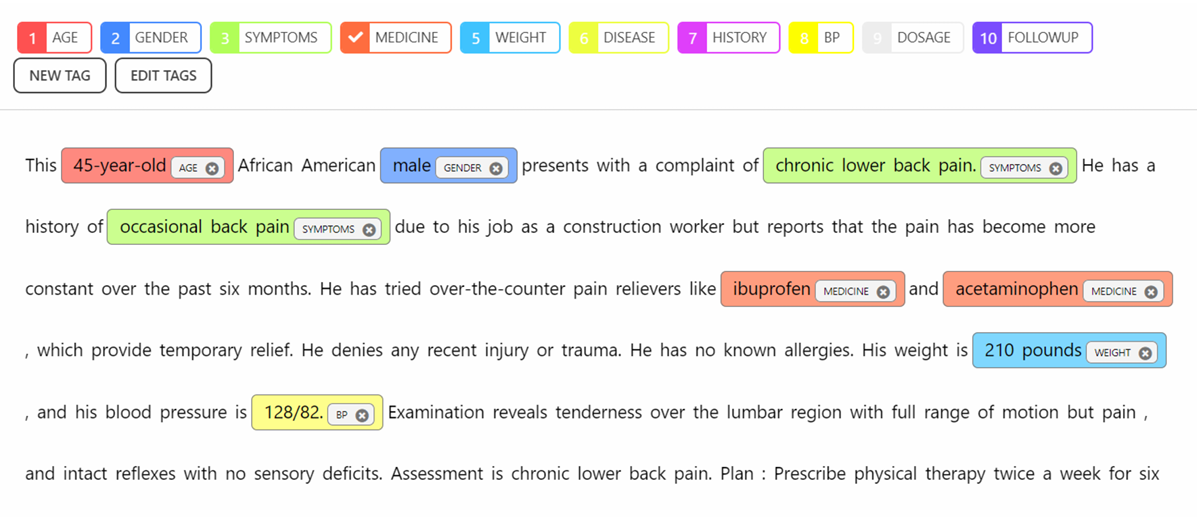 1 AGE 2 GENDER 3 SYMPTOMS MEDICINE 5 WEIGHT 6 DISEASE 7 HISTORY 8 BP 9 DOSAGE 10 FOLLOWUP
NEW TAG EDIT TAGS
This 45-year-old AGE African American male GENDER presents with a complaint of chronic lower back pain. SYMPTOMS He has a
history of occasional back pain SYMPTOMS due to his job as a construction worker but reports that the pain has become more
constant over the past six months. He has tried over-the-counter pain relievers like ibuprofen MEDICINE and acetaminophen MEDICINE
, which provide temporary relief. He denies any recent injury or trauma. He has no known allergies. His weight is 210 pounds WEIGHT
, and his blood pressure is 128/82. BP Examination reveals tenderness over the lumbar region with full range of motion but pain ,
and intact reflexes with no sensory deficits. Assessment is chronic lower back pain. Plan : Prescribe physical therapy twice a week for six